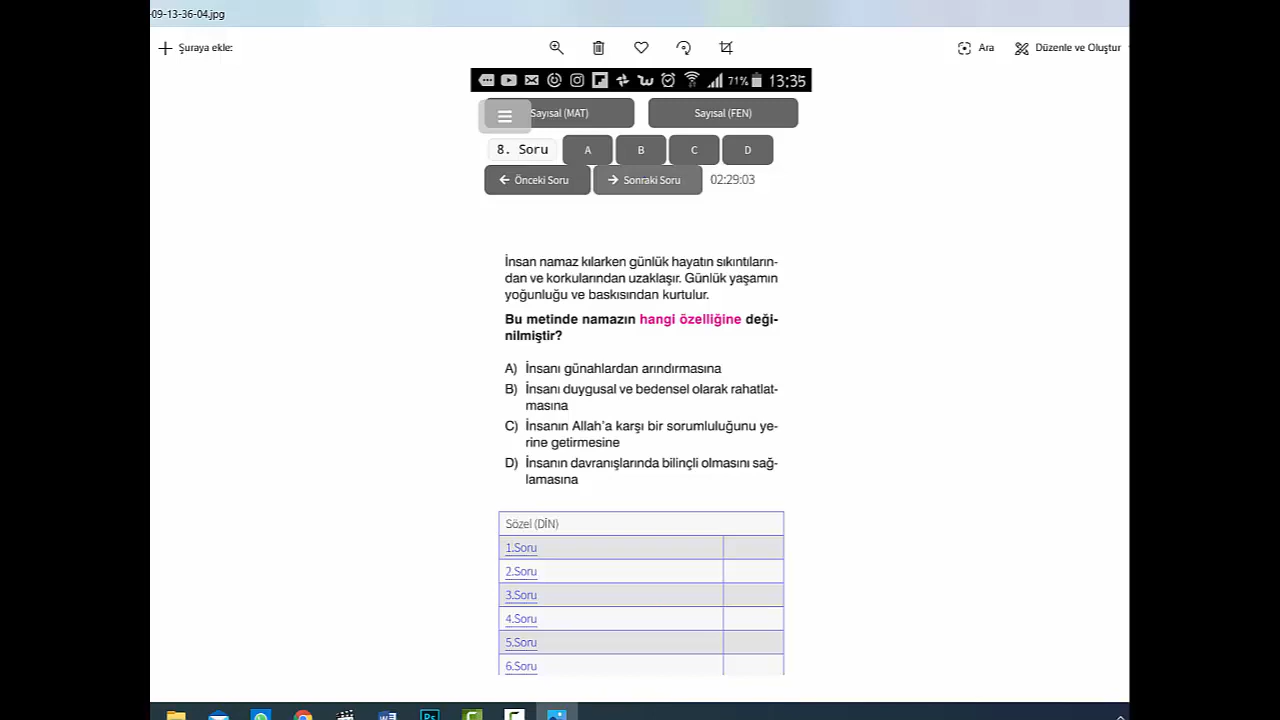 -09-13-36-04.jpg
Şuraya ekle:
Ara
Düzenle ve Oluştur
71%
13:35
Sayısal (MAT)
Sayısal (FEN)
8. Soru
A
B
C
D
← Önceki Soru
→ Sonraki Soru
02:29:03
İnsan namaz kılarken günlük hayatın sıkıntıların-
dan ve korkularından uzaklaşır. Günlük yaşamın
yoğunluğu ve baskısından kurtulur.
Bu metinde namazın hangi özelliğine deği-
nilmiştir?
A) İnsanı günahlardan arındırmasına
B) İnsanı duygusal ve bedensel olarak rahatlat-
masına
C) İnsanın Allah'a karşı bir sorumluluğunu ye-
rine getirmesine
D) İnsanın davranışlarında bilinçli olmasını sağ-
lamasına
Sözel (DİN)
1.Soru
2.Soru
3.Soru
4.Soru
5.Soru
6.Soru
Ps